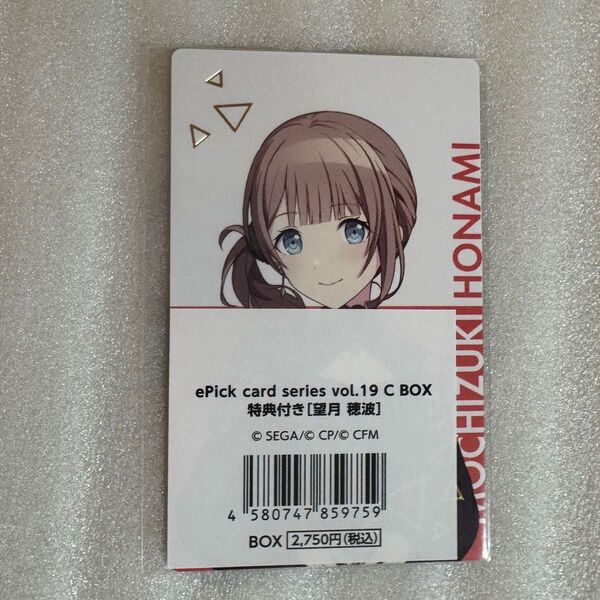 MOCHIZUKI HONAMI
ePick card series vol.19 C BOX
特典付き[望月 穂波]
© SEGA/© CP/© CFM
4 580747 859759
BOX 2,750円(税込)